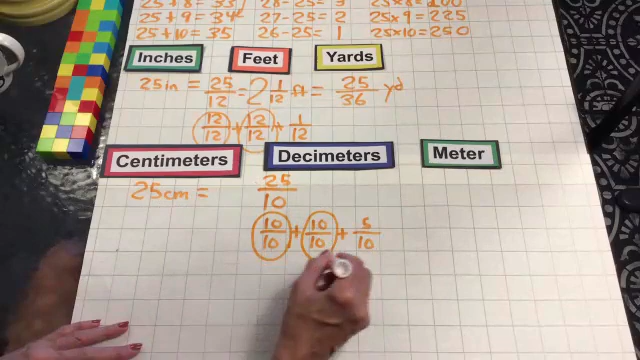 25+8=33 28-25=3
25+9=34 27-25=2 25x9=225
25+10=35 26-25=1 25x10=250
Inches Feet Yards
25in = 25/12 = 2 1/12 ft = 25/36 yd
12/12 + 12/12 + 1/12
Centimeters Decimeters Meter
25cm = 25/10
10/10 + 10/10 + 5/10